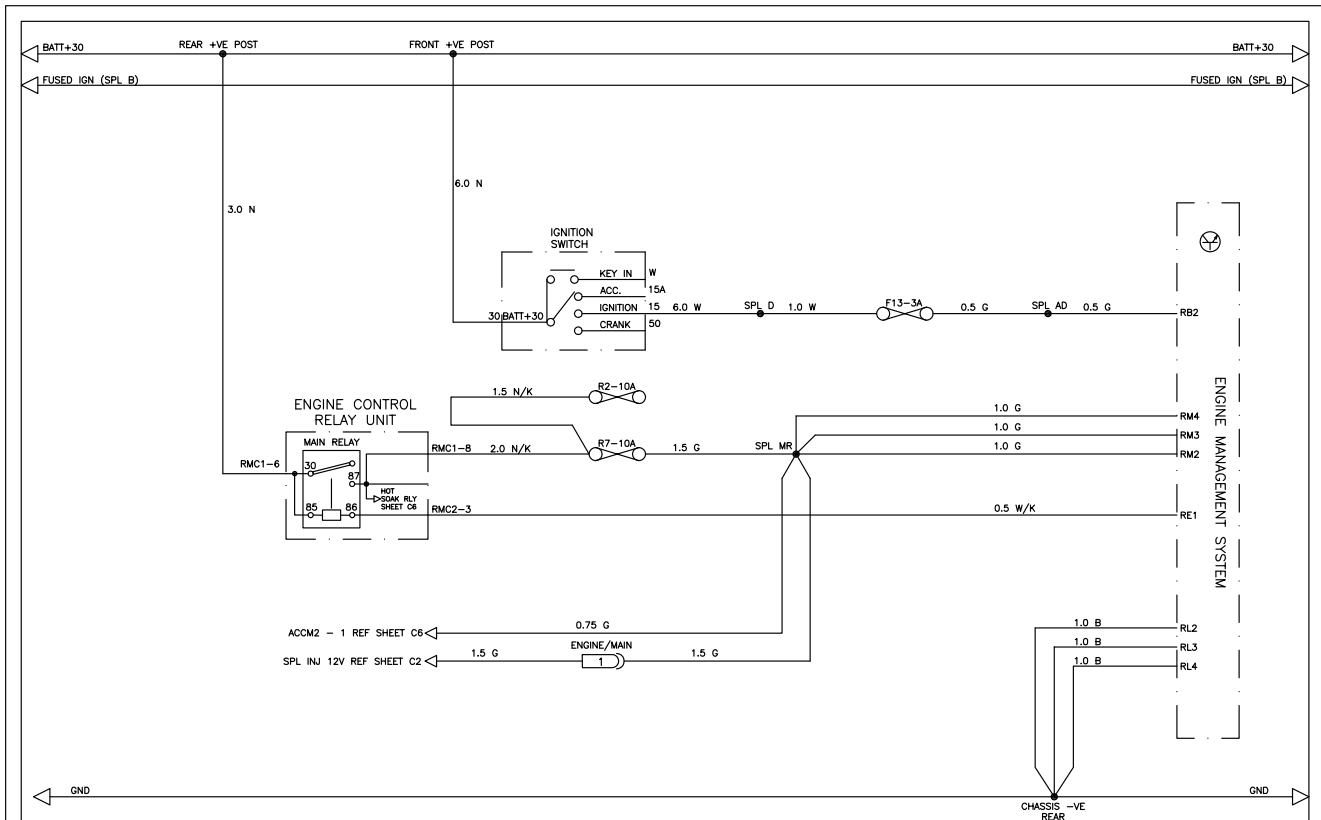 REAR +VE POST
FRONT +VE POST
BATT+30
BATT+30
FUSED IGN (SPL B)
FUSED IGN (SPL B)
6.0 N
3.0 N
IGNITION
SWITCH
KEY IN
W
ACC.
15A
IGNITION
15
6.0 W
SPL D
1.0 W
F13-3A
0.5 G
SPL AD
0.5 G
RB2
30
BATT+30
CRANK
50
1.5 N/K
R2-10A
ENGINE CONTROL
RELAY UNIT
MAIN RELAY
RMC1-6
30
87
HOT
SOAK RLY
SHEET C6
85
86
RMC1-8
2.0 N/K
R7-10A
1.5 G
SPL MR
1.0 G
RM4
1.0 G
RM3
1.0 G
RM2
RMC2-3
0.5 W/K
RE1
ENGINE MANAGEMENT SYSTEM
ACCM2 - 1 REF SHEET C6
0.75 G
SPL INJ 12V REF SHEET C2
1.5 G
ENGINE/MAIN
1
1.5 G
1.0 B
RL2
1.0 B
RL3
1.0 B
RL4
GND
GND
CHASSIS -VE
REAR